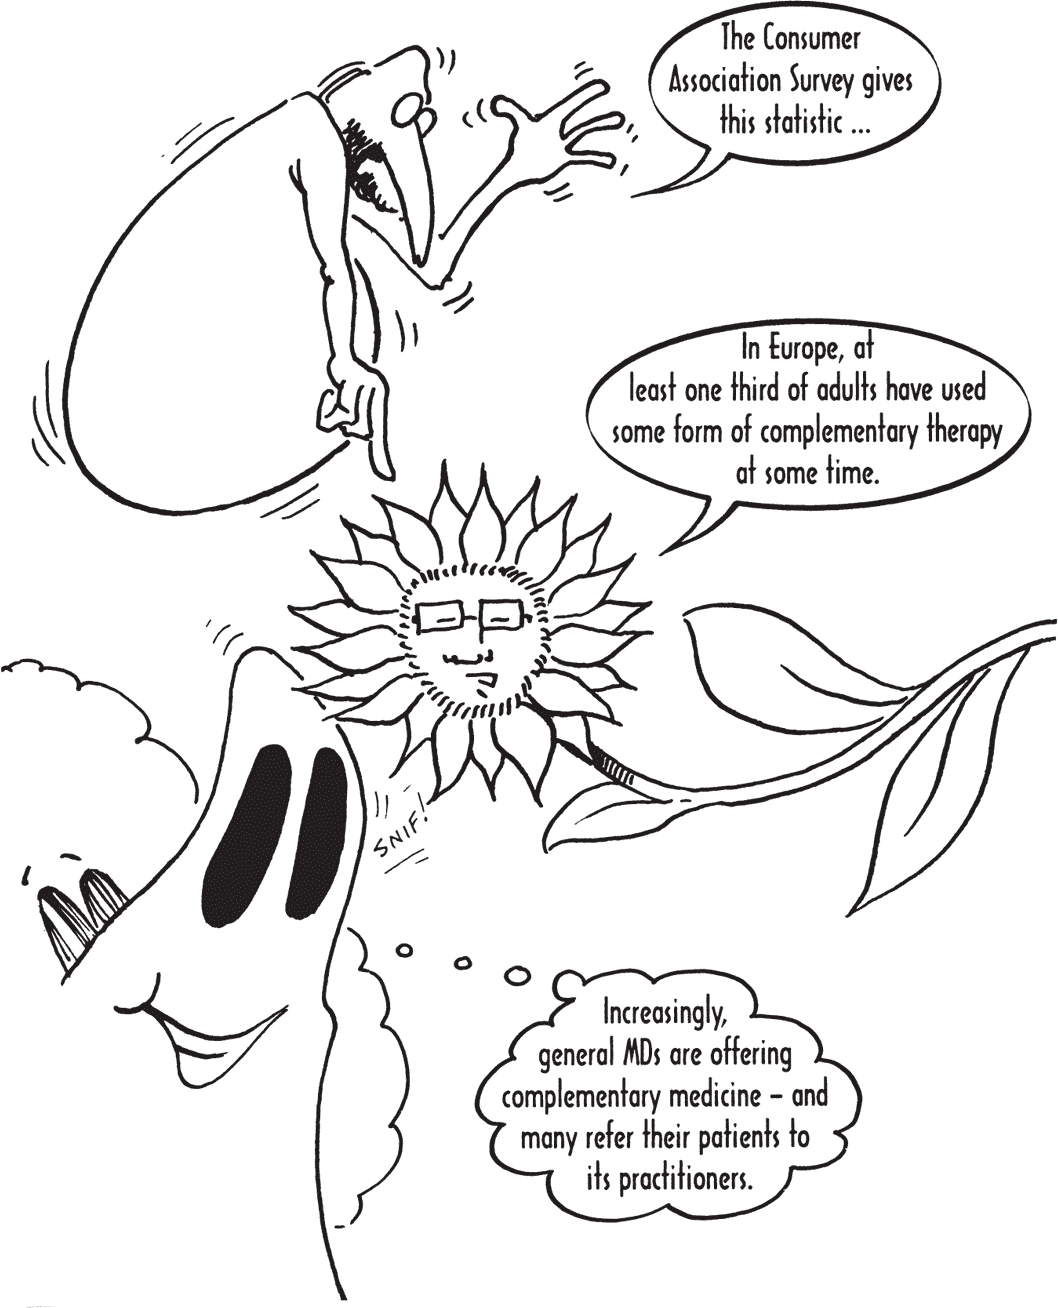 The Consumer
Association Survey gives
this statistic ...
In Europe, at
least one third of adults have used
some form of complementary therapy
at some time.
SNIF!
Increasingly,
general MDs are offering
complementary medicine – and
many refer their patients to
its practitioners.